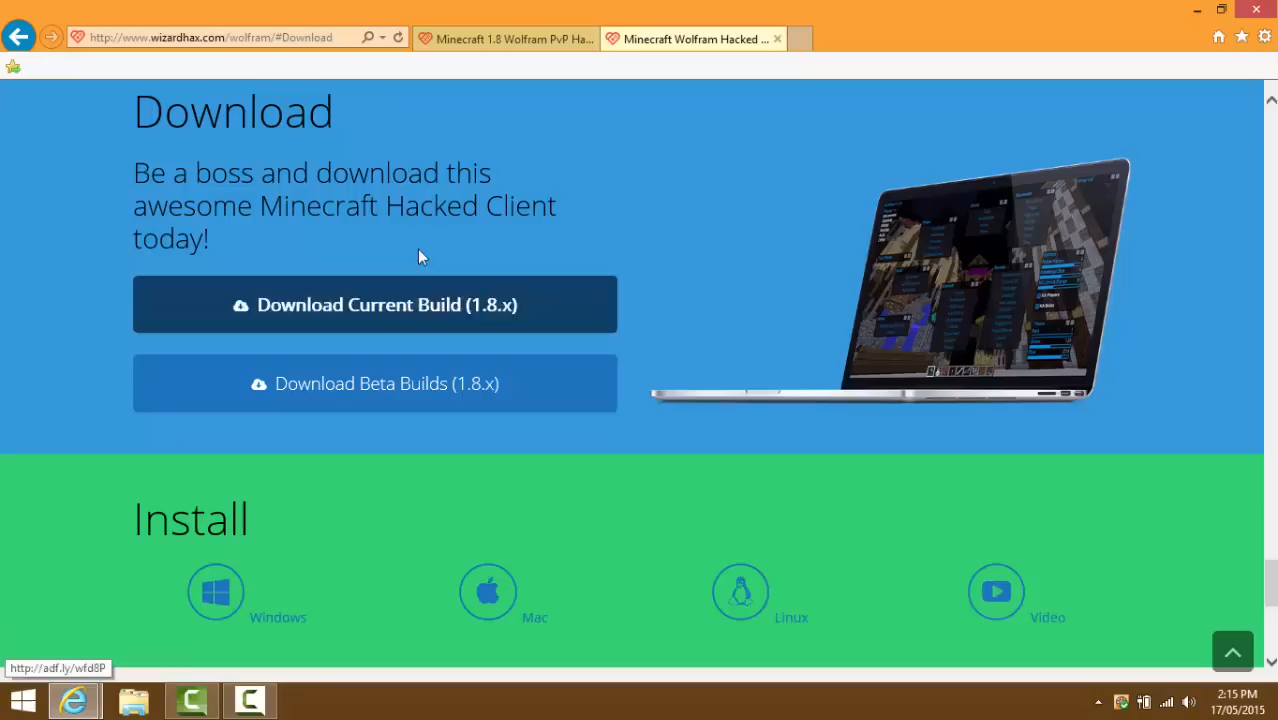 http://www.wizardhax.com/wolfram/#Download
Minecraft 1.8 Wolfram PvP Ha...
Minecraft Wolfram Hacked ...
Download
Be a boss and download this
awesome Minecraft Hacked Client
today!
Download Current Build (1.8.x)
Download Beta Builds (1.8.x)
Install
Windows
Mac
Linux
Video
http://adf.ly/wfd8P
2:15 PM
17/05/2015